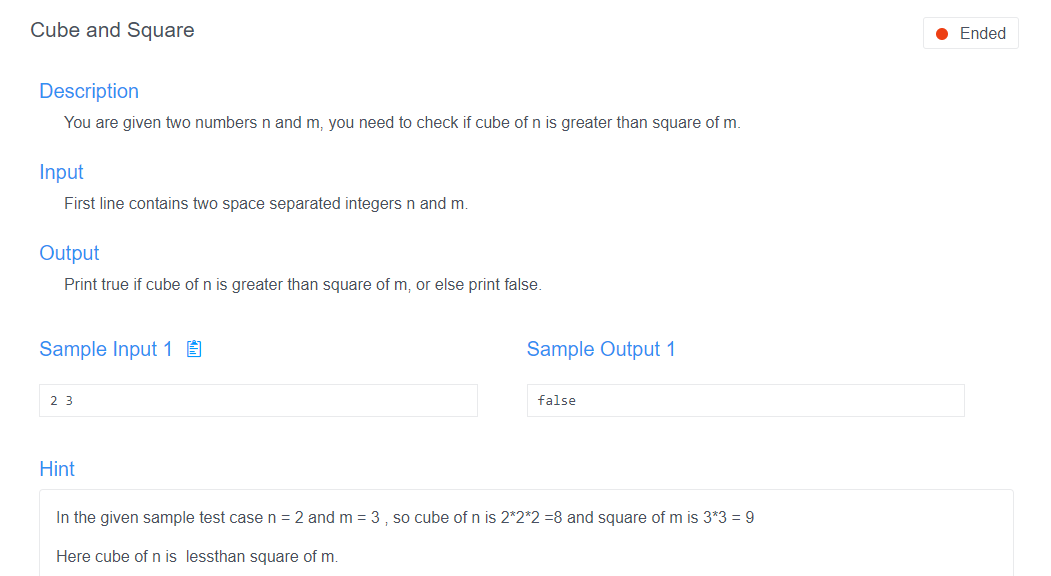 Cube and Square
Ended
Description
You are given two numbers n and m, you need to check if cube of n is greater than square of m.
Input
First line contains two space separated integers n and m.
Output
Print true if cube of n is greater than square of m, or else print false.
Sample Input 1
Sample Output 1
2 3
false
Hint
In the given sample test case n = 2 and m = 3 , so cube of n is 2*2*2 =8 and square of m is 3*3 = 9
Here cube of n is  lessthan square of m.